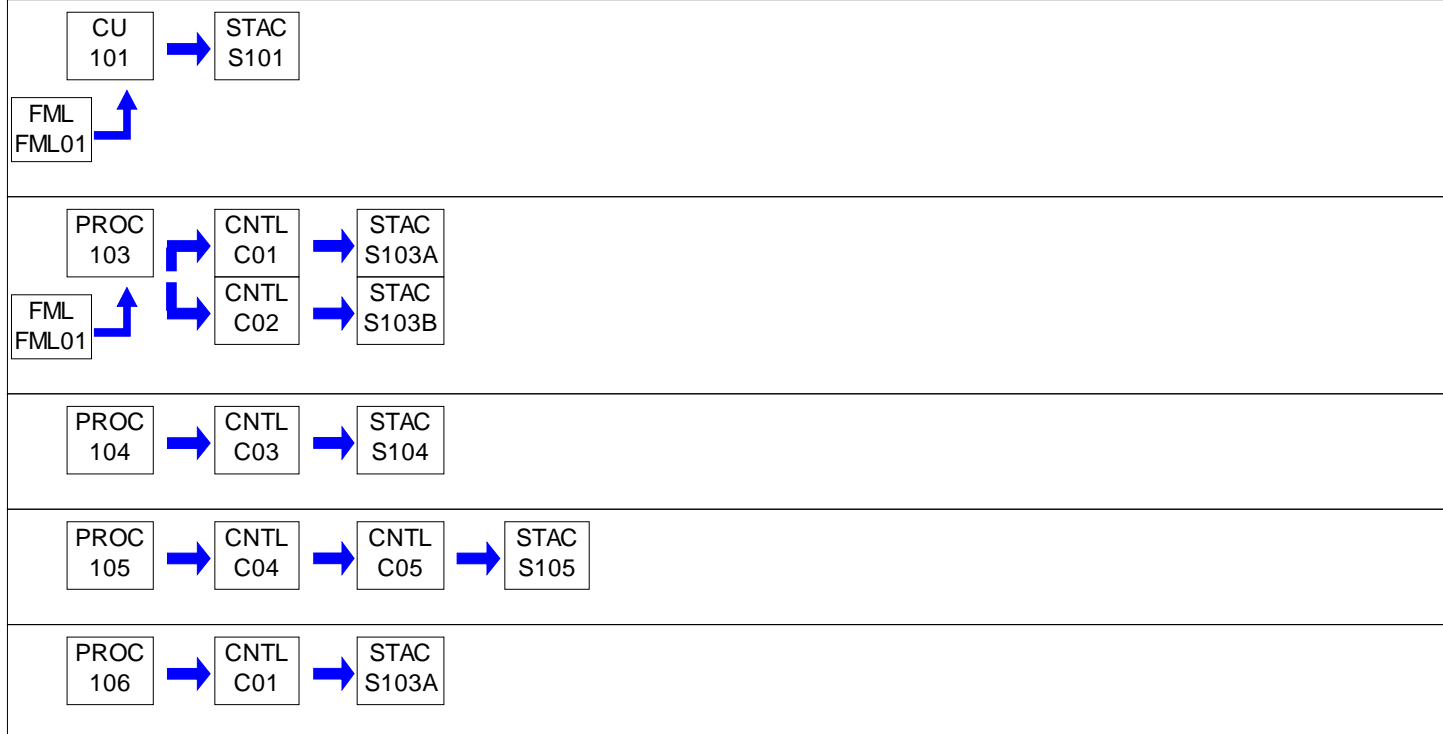 CU
101
STAC
S101
FML
FML01
PROC
103
CNTL
C01
STAC
S103A
CNTL
C02
STAC
S103B
FML
FML01
PROC
104
CNTL
C03
STAC
S104
PROC
105
CNTL
C04
CNTL
C05
STAC
S105
PROC
106
CNTL
C01
STAC
S103A